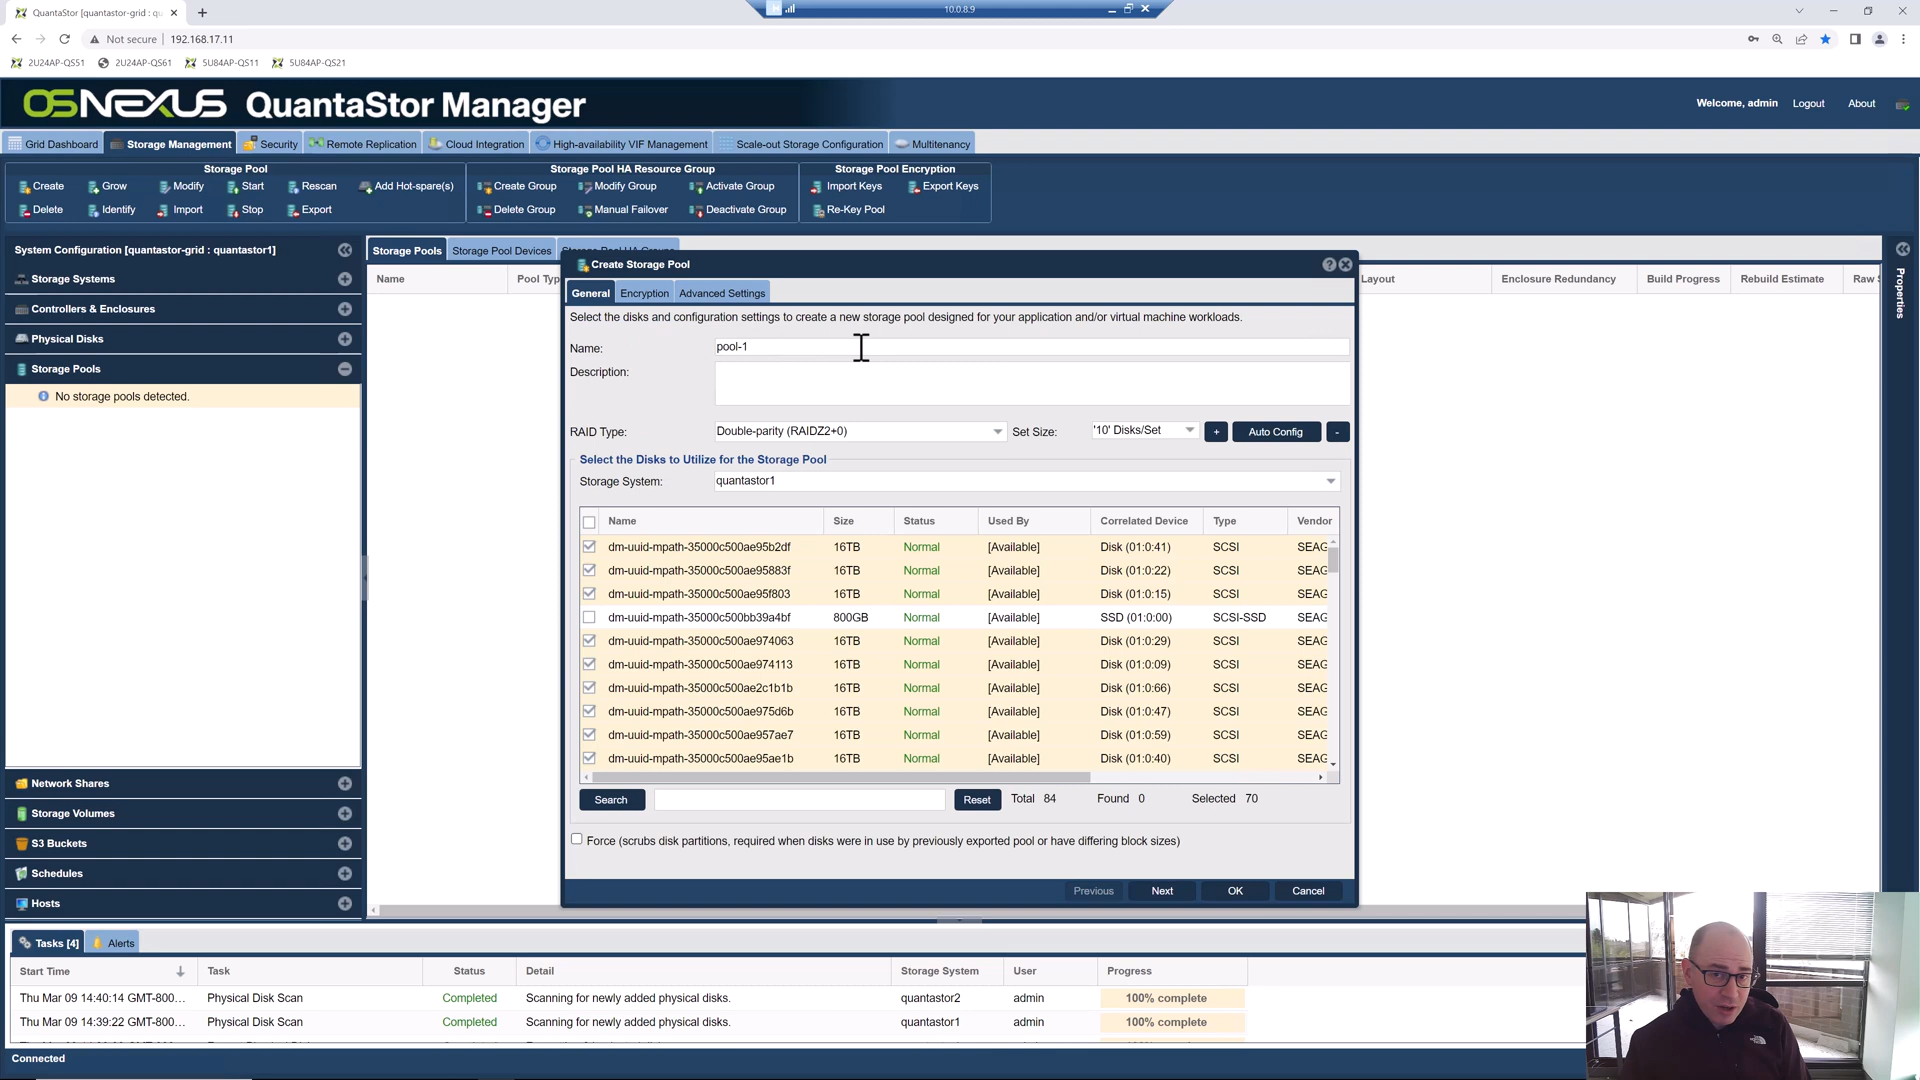 QuantaStor [quantastor-grid : qu
10.0.8.9
Not secure 192.168.17.11
2U24AP-QS51 2U24AP-QS61 5U84AP-QS11 5U84AP-QS21
OSNEXUS QuantaStor Manager
Welcome, admin Logout About
Grid Dashboard Storage Management Security Remote Replication Cloud Integration High-availability VIF Management Scale-out Storage Configuration Multitenancy
Storage Pool Storage Pool HA Resource Group Storage Pool Encryption
Create Grow Modify Start Rescan Add Hot-spare(s) Create Group Modify Group Activate Group Import Keys Export Keys
Delete Identify Import Stop Export Delete Group Manual Failover Deactivate Group Re-Key Pool
System Configuration [quantastor-grid : quantastor1]
Storage Systems
Controllers & Enclosures
Physical Disks
Storage Pools
No storage pools detected.
Network Shares
Storage Volumes
S3 Buckets
Schedules
Hosts
Storage Pools Storage Pool Devices Storage Pool HA Groups
Name Pool Typ Layout Enclosure Redundancy Build Progress Rebuild Estimate Raw S
Properties
Create Storage Pool
General Encryption Advanced Settings
Select the disks and configuration settings to create a new storage pool designed for your application and/or virtual machine workloads.
Name: pool-1
Description:
RAID Type: Double-parity (RAIDZ2+0) Set Size: '10' Disks/Set + Auto Config -
Select the Disks to Utilize for the Storage Pool
Storage System: quantastor1
Name Size Status Used By Correlated Device Type Vendor
dm-uuid-mpath-35000c500ae95b2df 16TB Normal [Available] Disk (01:0:41) SCSI SEAG
dm-uuid-mpath-35000c500ae95883f 16TB Normal [Available] Disk (01:0:22) SCSI SEAG
dm-uuid-mpath-35000c500ae95f803 16TB Normal [Available] Disk (01:0:15) SCSI SEAG
dm-uuid-mpath-35000c500bb39a4bf 800GB Normal [Available] SSD (01:0:00) SCSI-SSD SEAG
dm-uuid-mpath-35000c500ae974063 16TB Normal [Available] Disk (01:0:29) SCSI SEAG
dm-uuid-mpath-35000c500ae974113 16TB Normal [Available] Disk (01:0:09) SCSI SEAG
dm-uuid-mpath-35000c500ae2c1b1b 16TB Normal [Available] Disk (01:0:66) SCSI SEAG
dm-uuid-mpath-35000c500ae975d6b 16TB Normal [Available] Disk (01:0:47) SCSI SEAG
dm-uuid-mpath-35000c500ae957ae7 16TB Normal [Available] Disk (01:0:59) SCSI SEAG
dm-uuid-mpath-35000c500ae95ae1b 16TB Normal [Available] Disk (01:0:40) SCSI SEAG
Search Reset Total 84 Found 0 Selected 70
Force (scrubs disk partitions, required when disks were in use by previously exported pool or have differing block sizes)
Previous Next OK Cancel
Tasks [4] Alerts
Start Time Task Status Detail Storage System User Progress
Thu Mar 09 14:40:14 GMT-800... Physical Disk Scan Completed Scanning for newly added physical disks. quantastor2 admin 100% complete
Thu Mar 09 14:39:22 GMT-800... Physical Disk Scan Completed Scanning for newly added physical disks. quantastor1 admin 100% complete
Connected